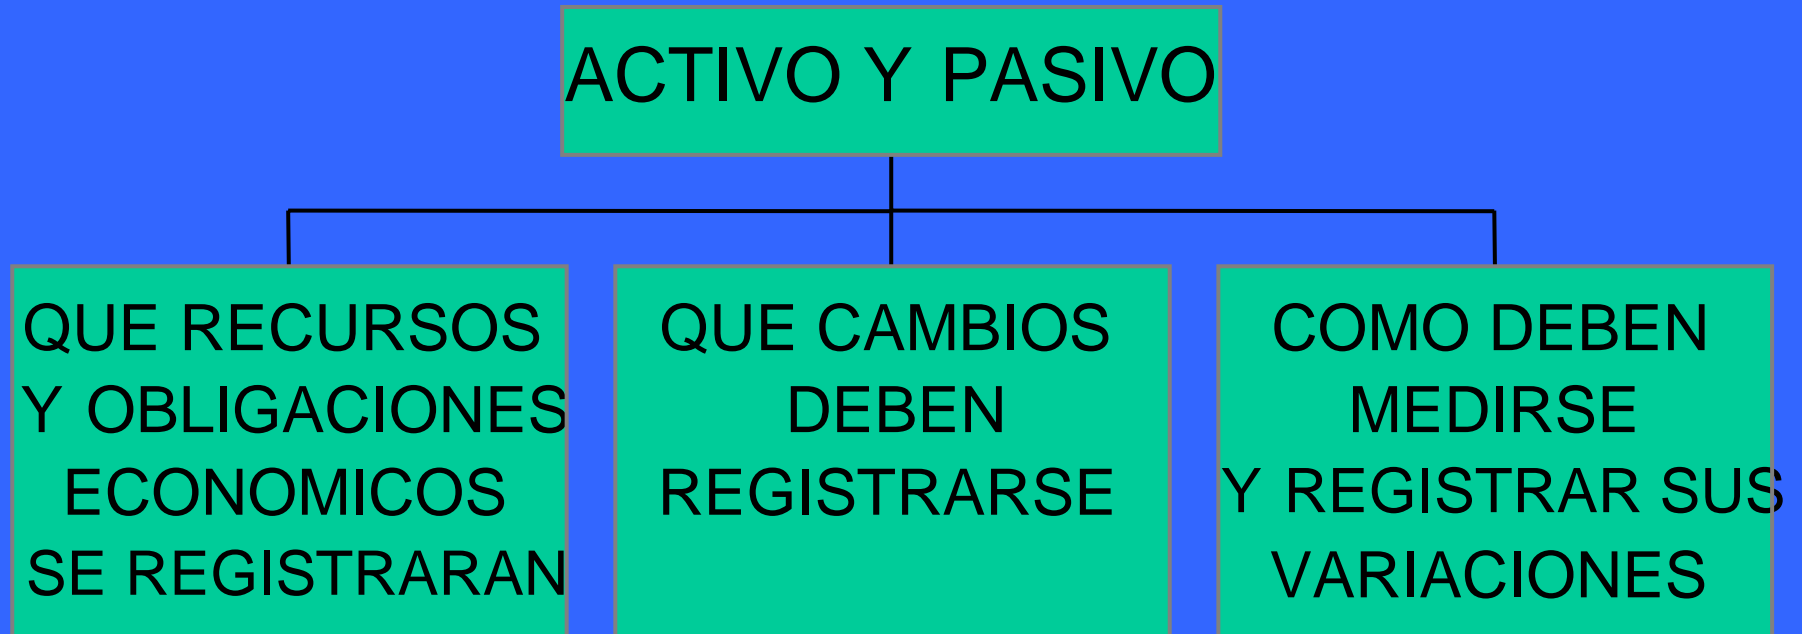 ACTIVO Y PASIVO
QUE RECURSOS
Y OBLIGACIONES
ECONOMICOS
SE REGISTRARAN
QUE CAMBIOS
DEBEN
REGISTRARSE
COMO DEBEN
MEDIRSE
Y REGISTRAR SUS
VARIACIONES